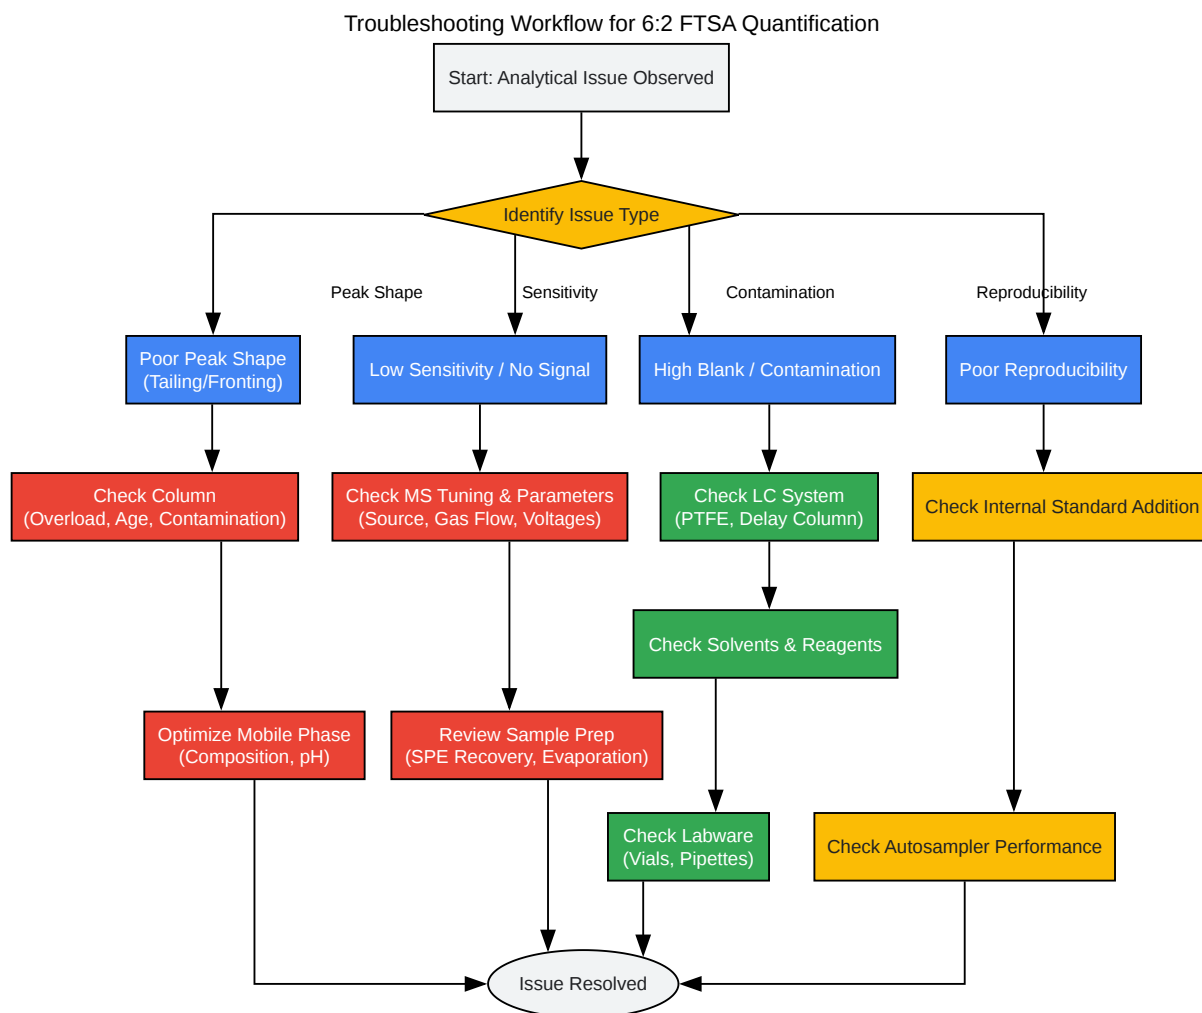 Troubleshooting Workflow for 6:2 FTSA Quantification
Start: Analytical Issue Observed
Identify Issue Type
Peak Shape
Sensitivity
Contamination
Reproducibility
Poor Peak Shape
(Tailing/Fronting)
Low Sensitivity / No Signal
High Blank / Contamination
Poor Reproducibility
Check Column
(Overload, Age, Contamination)
Check MS Tuning & Parameters
(Source, Gas Flow, Voltages)
Check LC System
(PTFE, Delay Column)
Check Internal Standard Addition
Check Solvents & Reagents
Optimize Mobile Phase
(Composition, pH)
Review Sample Prep
(SPE Recovery, Evaporation)
Check Labware
(Vials, Pipettes)
Check Autosampler Performance
Issue Resolved